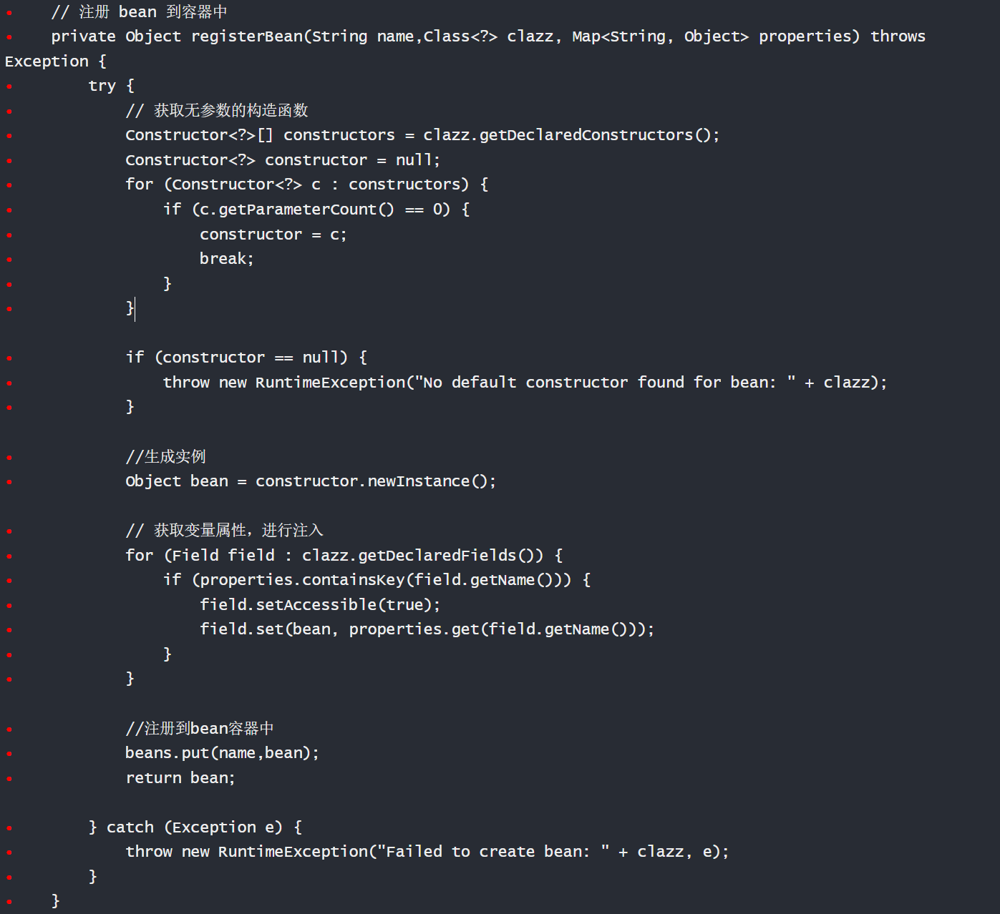 // 注册 bean 到容器中
private Object registerBean(String name,Class<?> clazz, Map<String, Object> properties) throws
Exception {
try {
// 获取无参数的构造函数
Constructor<?>[] constructors = clazz.getDeclaredConstructors();
Constructor<?> constructor = null;
for (Constructor<?> c : constructors) {
if (c.getParameterCount() == 0) {
constructor = c;
break;
}
}
if (constructor == null) {
throw new RuntimeException("No default constructor found for bean: " + clazz);
}
//生成实例
Object bean = constructor.newInstance();
// 获取变量属性，进行注入
for (Field field : clazz.getDeclaredFields()) {
if (properties.containsKey(field.getName())) {
field.setAccessible(true);
field.set(bean, properties.get(field.getName()));
}
}
//注册到bean容器中
beans.put(name,bean);
return bean;
} catch (Exception e) {
throw new RuntimeException("Failed to create bean: " + clazz, e);
}
}